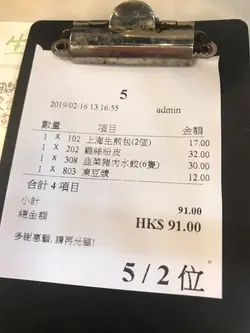 5
2019/02/16 13:16:55 admin
數量 項目 金額
1 X 102 上海生煎包(2個) 17.00
1 X 202 雞絲粉皮 32.00
1 X 308 韭菜豬肉水餃(6隻) 30.00
1 X 803 凍豆漿 12.00
合計 4 項目
小計 91.00
總金額 HK$ 91.00
多謝惠顧, 請再光臨!
5 / 2 位